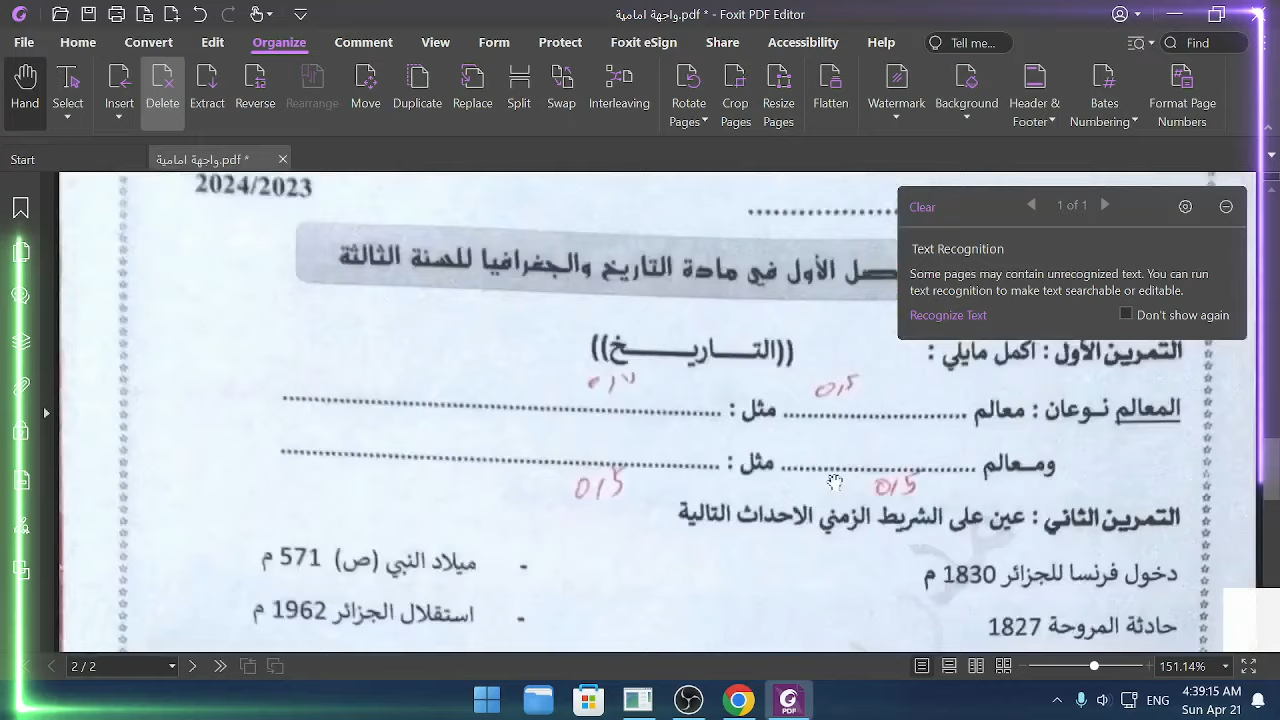 واجهة امامية.pdf * - Foxit PDF Editor
File Home Convert Edit Organize Comment View Form Protect Foxit eSign Share Accessibility Help Tell me... Find
Hand Select Insert Delete Extract Reverse Rearrange Move Duplicate Replace Split Swap Interleaving Rotate Pages Crop Pages Resize Pages Flatten Watermark Background Header & Footer Bates Numbering Format Page Numbers
Start
واجهة امامية.pdf *
2024/2023
Clear 1 of 1
Text Recognition
Some pages may contain unrecognized text. You can run
text recognition to make text searchable or editable.
Recognize Text Don't show again
الأول في مادة التاريخ والجغرافيا للسنة الثالثة
((التـــاريـــــخ))
التمرين الأول : اكمل مايلي :
0,5
المعالم نـوعان : معالم ........................ مثل : ........................
ومـعالم ........................ مثل : ........................
0,5 0,5
التمرين الثاني : عين على الشريط الزمني الاحداث التالية
دخول فرنسا للجزائر 1830 م - ميلاد النبي (ص) 571 م
حادثة المروحة 1827 - استقلال الجزائر 1962 م
2/2
151.14%
PDF
ENG
4:39:15 AM
Sun Apr 21